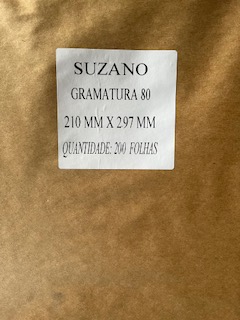 SUZANO
GRAMATURA 80
210 MM X 297 MM
QUANTIDADE: 200 FOLHAS